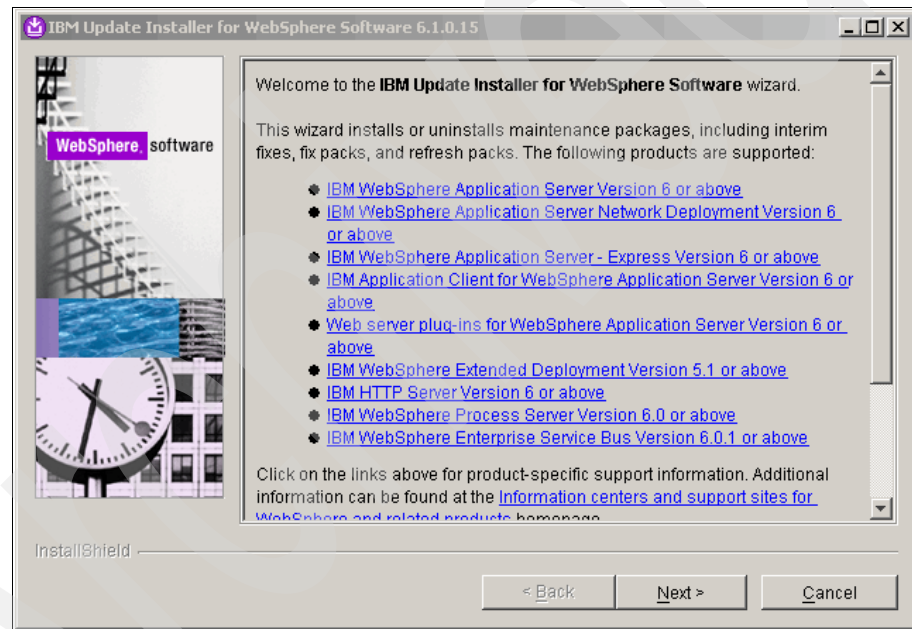 IBM Update Installer for WebSphere Software 6.1.0.15
WebSphere. software
Welcome to the IBM Update Installer for WebSphere Software wizard.
This wizard installs or uninstalls maintenance packages, including interim
fixes, fix packs, and refresh packs. The following products are supported:
IBM WebSphere Application Server Version 6 or above
IBM WebSphere Application Server Network Deployment Version 6
or above
IBM WebSphere Application Server - Express Version 6 or above
IBM Application Client for WebSphere Application Server Version 6 or
above
Web server plug-ins for WebSphere Application Server Version 6 or
above
IBM WebSphere Extended Deployment Version 5.1 or above
IBM HTTP Server Version 6 or above
IBM WebSphere Process Server Version 6.0 or above
IBM WebSphere Enterprise Service Bus Version 6.0.1 or above
Click on the links above for product-specific support information. Additional
information can be found at the Information centers and support sites for
WebSphere and related products homepage
InstallShield
< Back
Next >
Cancel